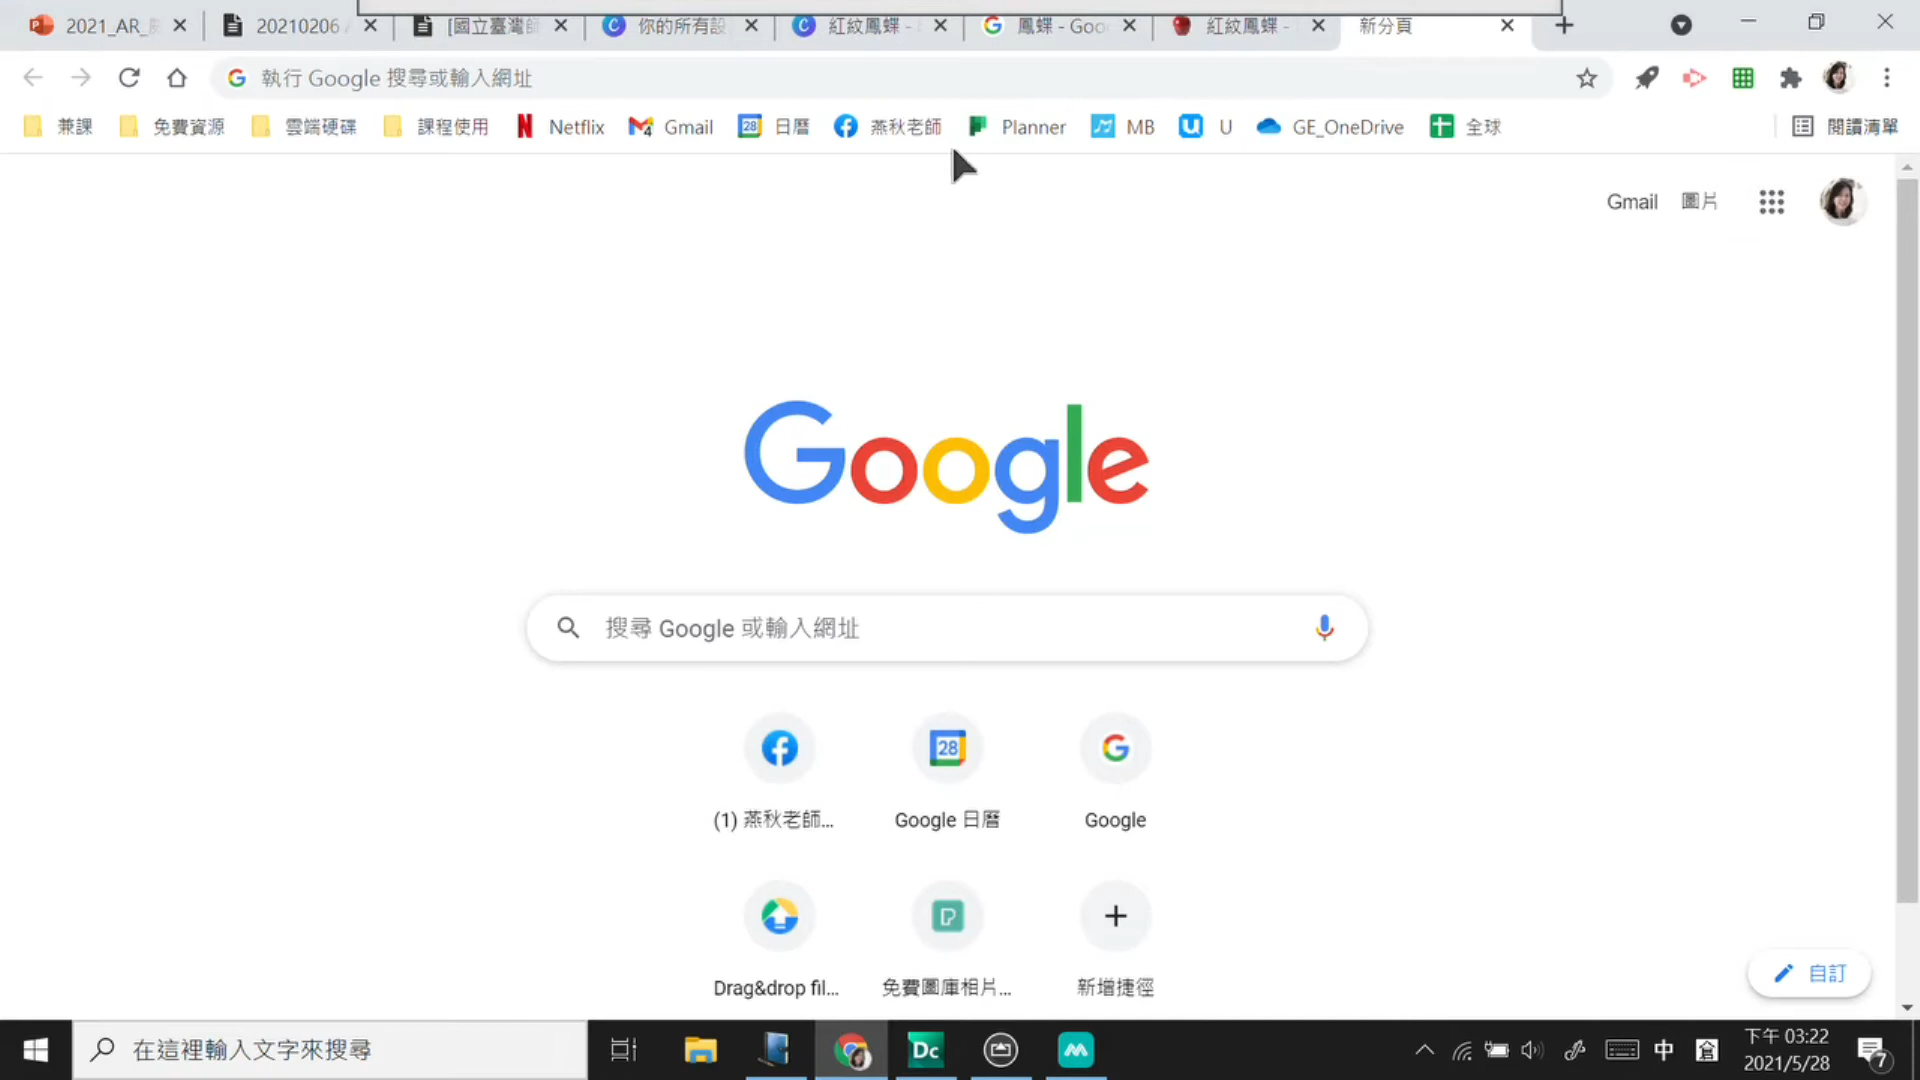 2021_AR_
20210206
[國立臺灣師
你的所有設
紅紋鳳蝶 -
鳳蝶 - Goo
紅紋鳳蝶 -
新分頁
執行 Google 搜尋或輸入網址
兼課
免費資源
雲端硬碟
課程使用
Netflix
Gmail
28 日曆
燕秋老師
Planner
MB
U
GE_OneDrive
全球
閱讀清單
Gmail 圖片
Google
搜尋 Google 或輸入網址
28
(1) 燕秋老師...
Google 日曆
Google
Drag&drop fil...
免費圖庫相片...
新增捷徑
自訂
在這裡輸入文字來搜尋
Dc
中
倉
下午 03:22
2021/5/28
7